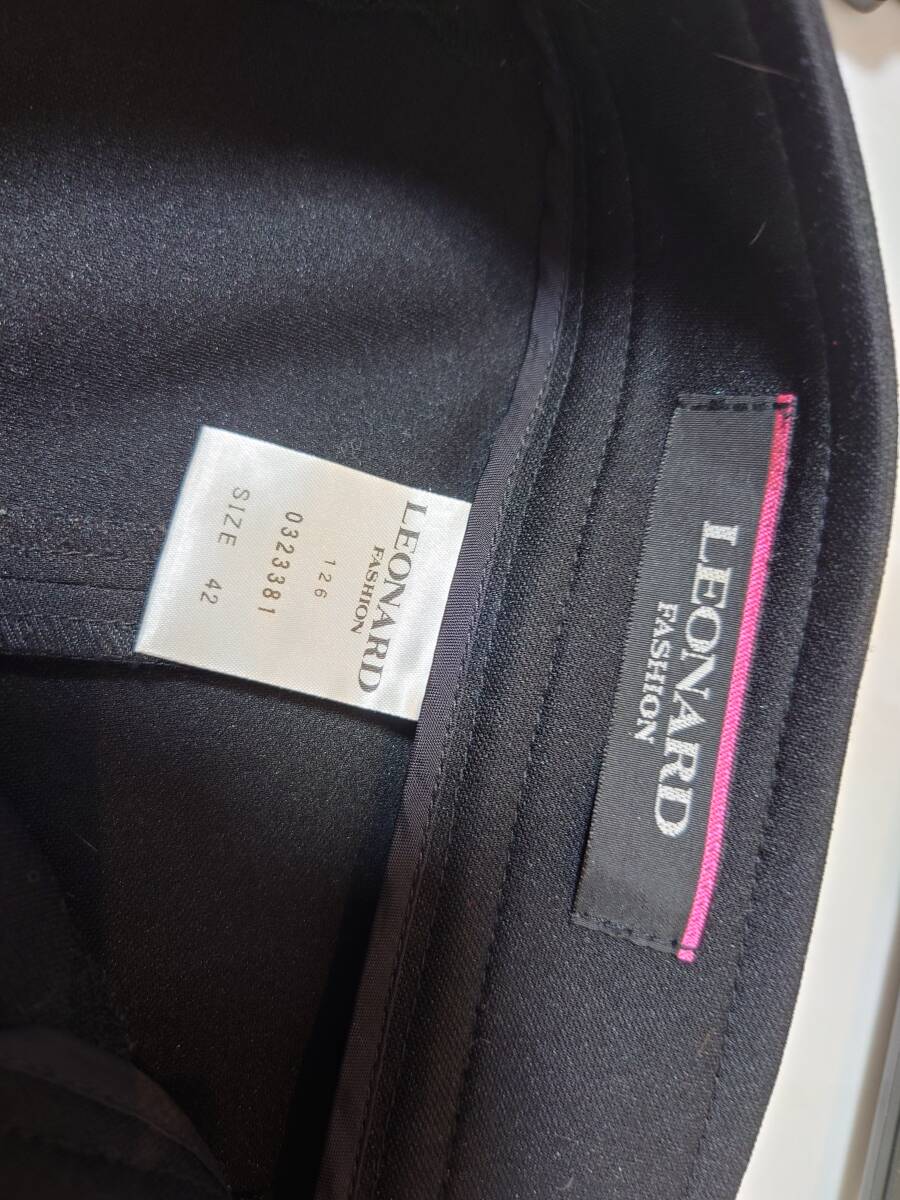 LEONARD
FASHION
126
0323381
SIZE 42
LEONARD
FASHION